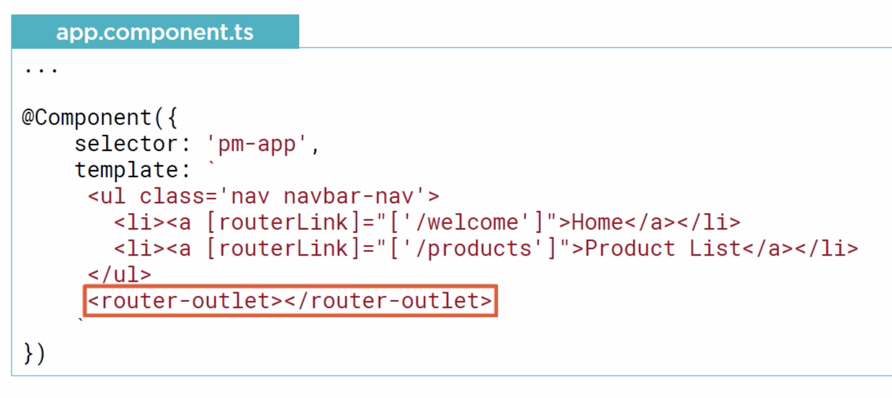 app.component.ts
...
@Component({
    selector: 'pm-app',
    template: `
     <ul class='nav navbar-nav'>
       <li><a [routerLink]="['/welcome']">Home</a></li>
       <li><a [routerLink]="['/products']">Product List</a></li>
     </ul>
     <router-outlet></router-outlet>
    `
})